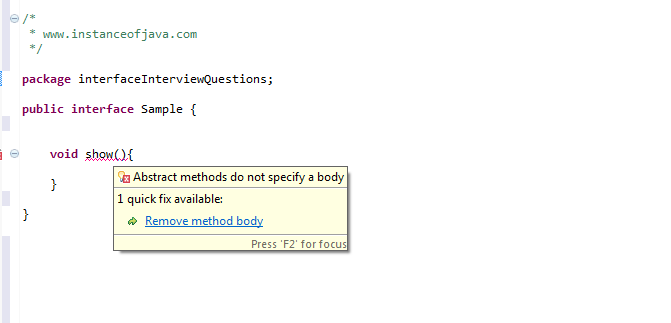 /*
* www.instanceofjava.com
*/
package interfaceInterviewQuestions;
public interface Sample {
void show(){
Abstract methods do not specify a body
}
1 quick fix available:
Remove method body
}
Press 'F2' for focus